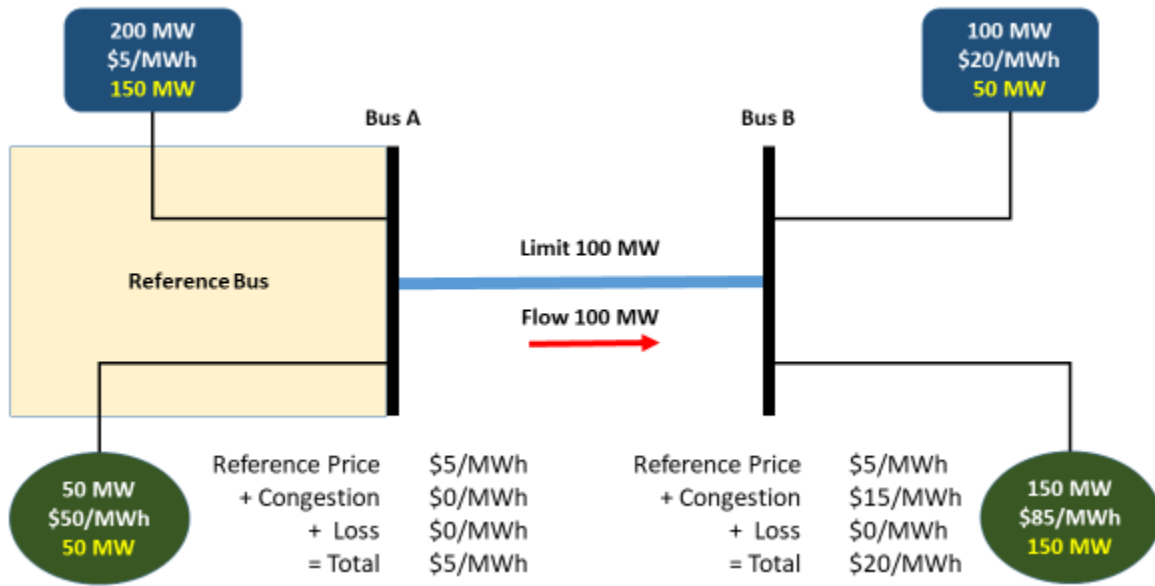 200 MW
$5/MWh
150 MW
100 MW
$20/MWh
50 MW
Bus A
Bus B
Limit 100 MW
Reference Bus
Flow 100 MW
50 MW
$50/MWh
50 MW
Reference Price $5/MWh
+ Congestion $0/MWh
+ Loss $0/MWh
= Total $5/MWh
Reference Price $5/MWh
+ Congestion $15/MWh
+ Loss $0/MWh
= Total $20/MWh
150 MW
$85/MWh
150 MW